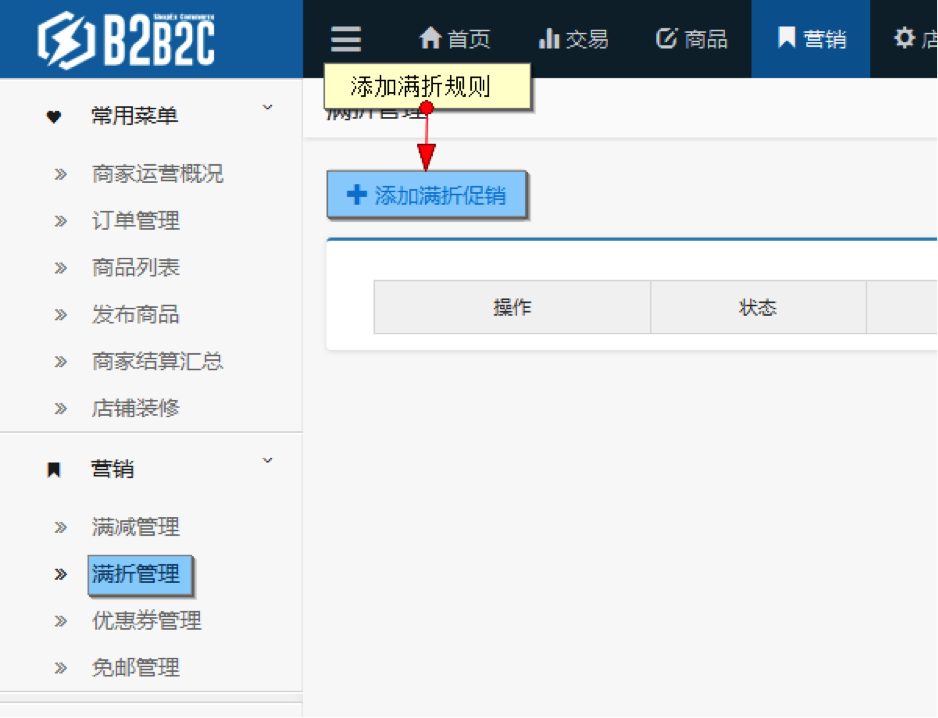 ShopEx Commerce
B2B2C
首页
交易
商品
营销
店
添加满折规则
满折管理
添加满折促销
操作
状态
常用菜单
商家运营概况
订单管理
商品列表
发布商品
商家结算汇总
店铺装修
营销
满减管理
满折管理
优惠券管理
免邮管理